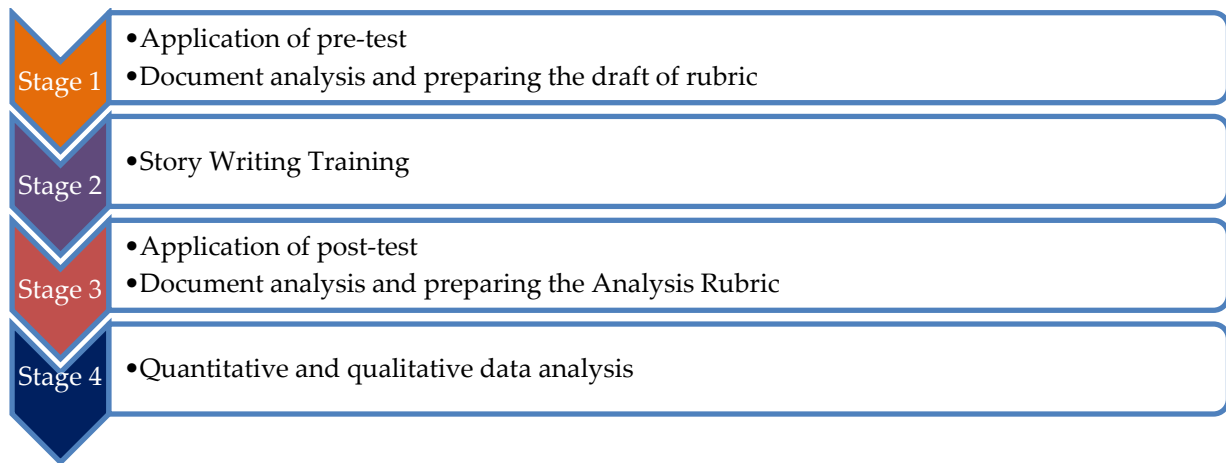 Stage 1
•Application of pre-test
•Document analysis and preparing the draft of rubric
Stage 2
•Story Writing Training
Stage 3
•Application of post-test
•Document analysis and preparing the Analysis Rubric
Stage 4
•Quantitative and qualitative data analysis